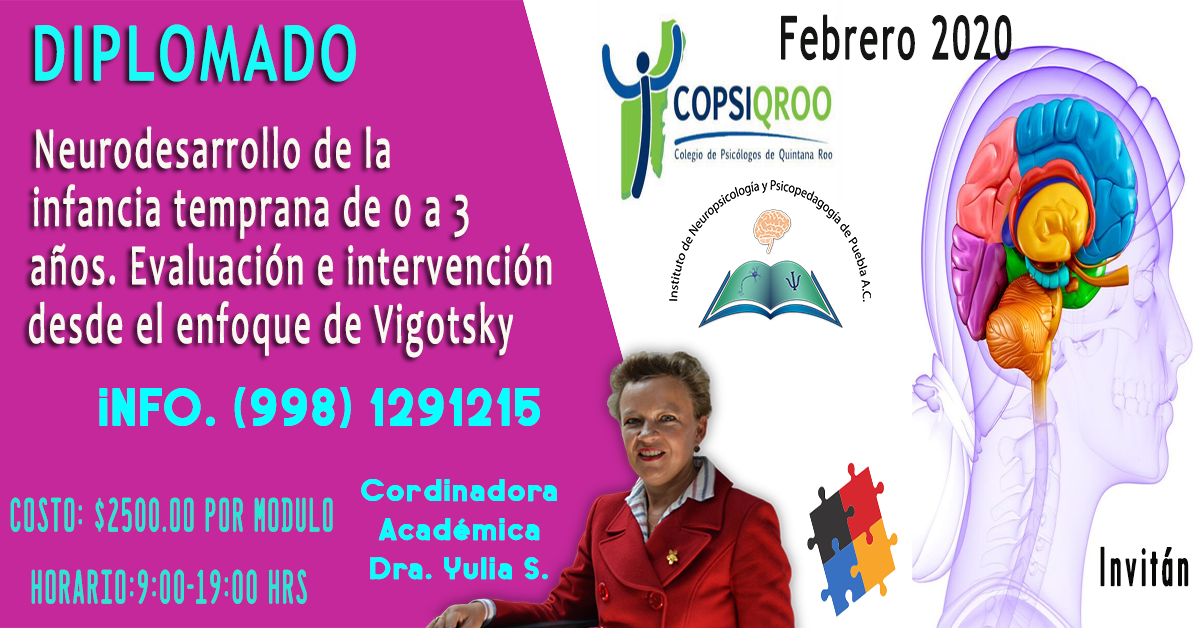 DIPLOMADO
Neurodesarrollo de la
infancia temprana de 0 a 3
años. Evaluación e intervención
desde el enfoque de Vigotsky
iNFO. (998) 1291215
COSTO: $2500.00 POR MODULO
HORARIO:9:00-19:00 HRS
Cordinadora
Académica
Dra. Yulia S.
Febrero 2020
COPSIQROO
Colegio de Psicólogos de Quintana Roo
Instituto de Neuropsicología y Psicopedagogía de Puebla A.C.
Ψ
Invitán